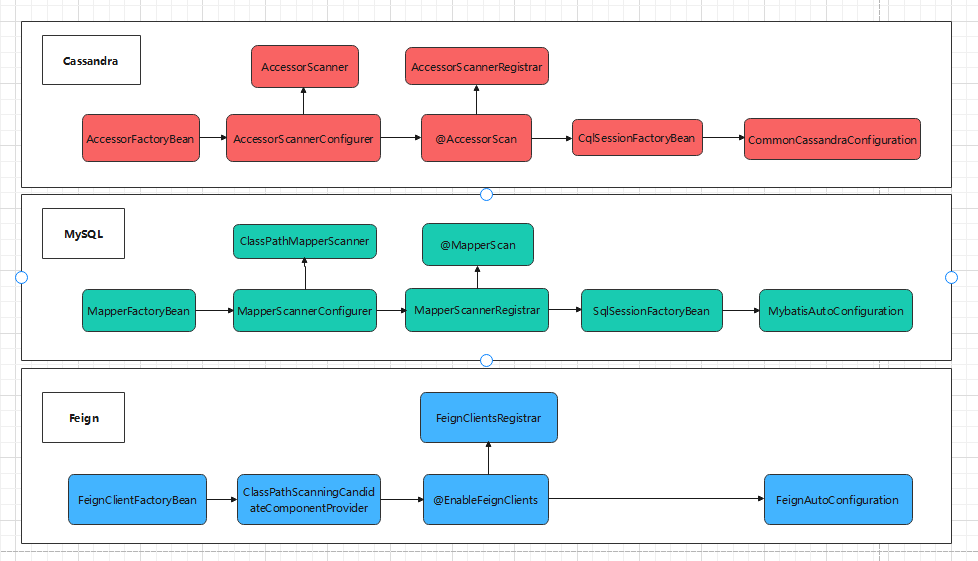 Cassandra
AccessorScanner
AccessorScannerRegistrar
AccessorFactoryBean
AccessorScannerConfigurer
@AccessorScan
CqlSessionFactoryBean
CommonCassandraConfiguration
MySQL
ClassPathMapperScanner
@MapperScan
MapperFactoryBean
MapperScannerConfigurer
MapperScannerRegistrar
SqlSessionFactoryBean
MybatisAutoConfiguration
Feign
FeignClientsRegistrar
FeignClientFactoryBean
ClassPathScanningCandid
ateComponentProvider
@EnableFeignClients
FeignAutoConfiguration